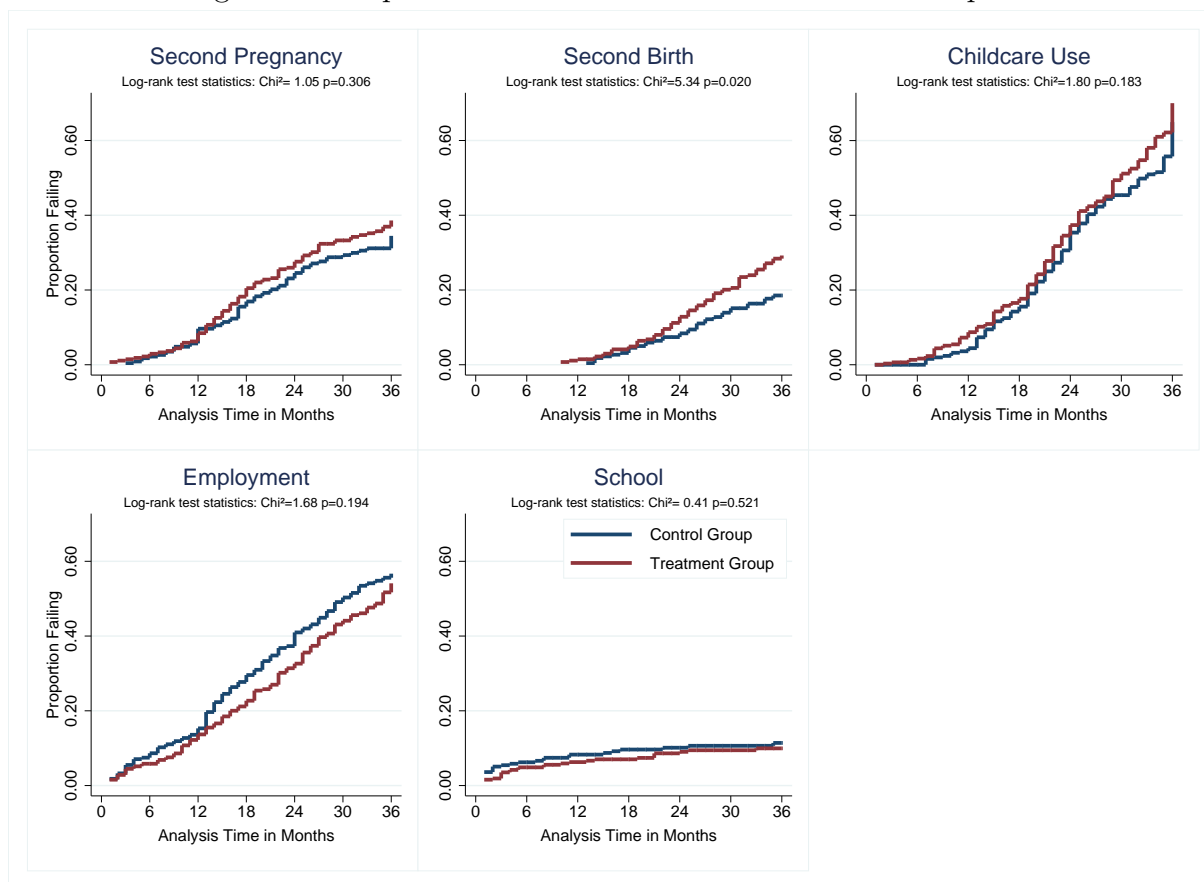 Second Pregnancy
Log-rank test statistics: Chi²= 1.05 p=0.306
Proportion Failing
0.00 0.20 0.40 0.60
0 6 12 18 24 30 36
Analysis Time in Months
Second Birth
Log-rank test statistics: Chi²=5.34 p=0.020
0.00 0.20 0.40 0.60
0 6 12 18 24 30 36
Analysis Time in Months
Childcare Use
Log-rank test statistics: Chi²=1.80 p=0.183
0.00 0.20 0.40 0.60
0 6 12 18 24 30 36
Analysis Time in Months
Employment
Log-rank test statistics: Chi²=1.68 p=0.194
Proportion Failing
0.00 0.20 0.40 0.60
0 6 12 18 24 30 36
Analysis Time in Months
School
Log-rank test statistics: Chi²= 0.41 p=0.521
Control Group
Treatment Group
0.00 0.20 0.40 0.60
0 6 12 18 24 30 36
Analysis Time in Months